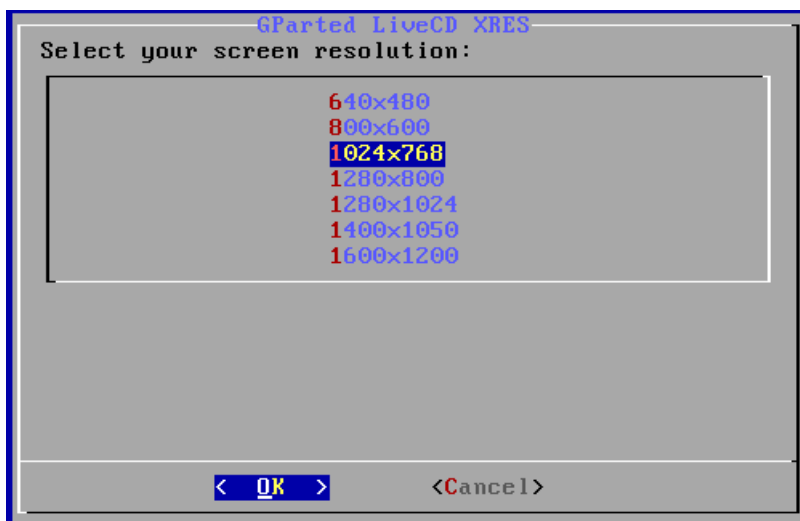 GParted LiveCD XRES
Select your screen resolution:
640x480
800x600
1024x768
1280x800
1280x1024
1400x1050
1600x1200
< OK > <Cancel>